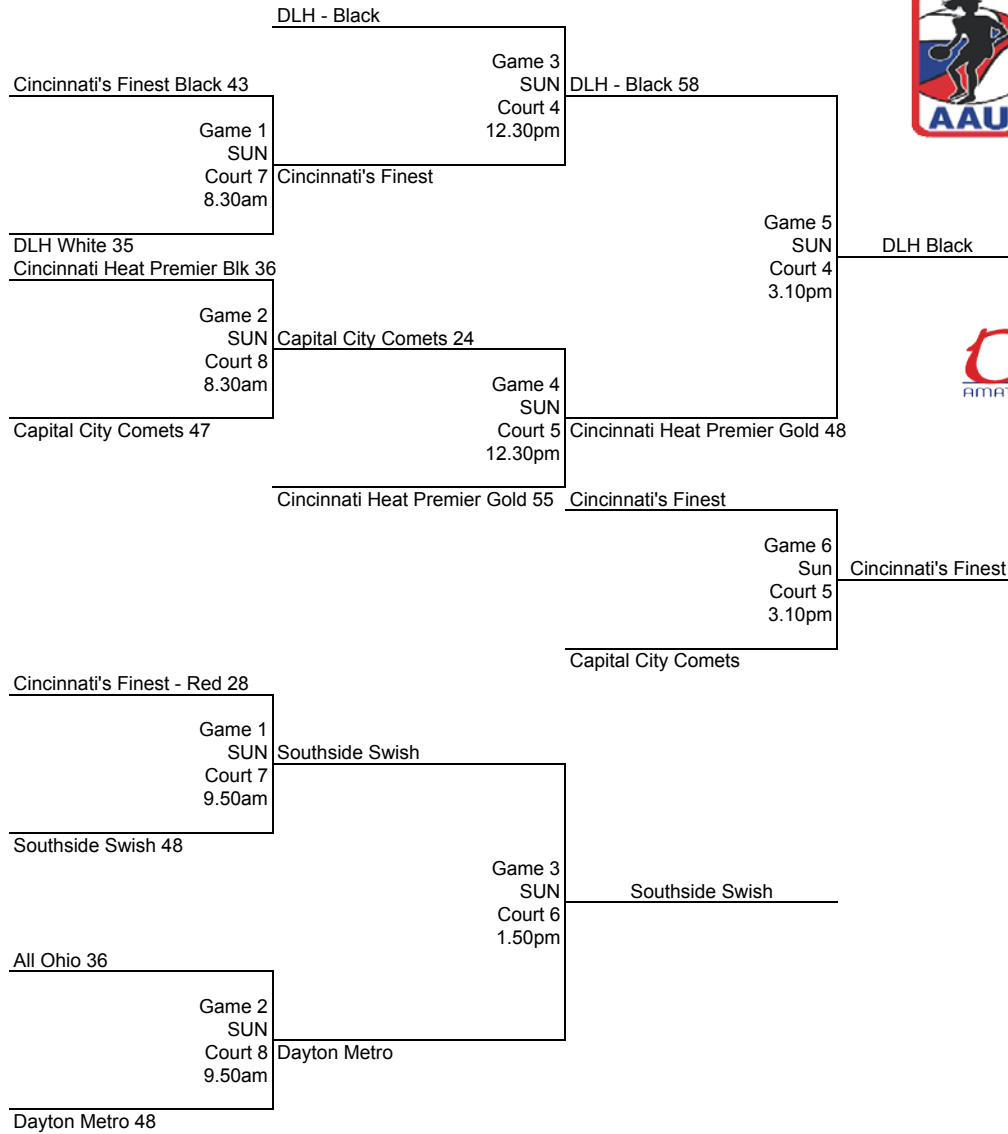 DLH - Black
Game 3
Cincinnati's Finest Black 43
SUN
DLH - Black 58
Court 4
Game 1
12.30pm
SUN
Court 7
Cincinnati's Finest
8.30am
AAU
Game 5
DLH White 35
SUN
DLH Black
Cincinnati Heat Premier Blk 36
Court 4
3.10pm
Game 2
SUN
Capital City Comets 24
Court 8
8.30am
Game 4
SUN
Capital City Comets 47
Court 5
Cincinnati Heat Premier Gold 48
12.30pm
Cincinnati Heat Premier Gold 55
Cincinnati's Finest
Game 6
Sun
Cincinnati's Finest
Court 5
3.10pm
Capital City Comets
Cincinnati's Finest - Red 28
Game 1
SUN
Southside Swish
Court 7
9.50am
Southside Swish 48
Game 3
SUN
Southside Swish
Court 6
1.50pm
All Ohio 36
Game 2
SUN
Court 8
Dayton Metro
9.50am
Dayton Metro 48